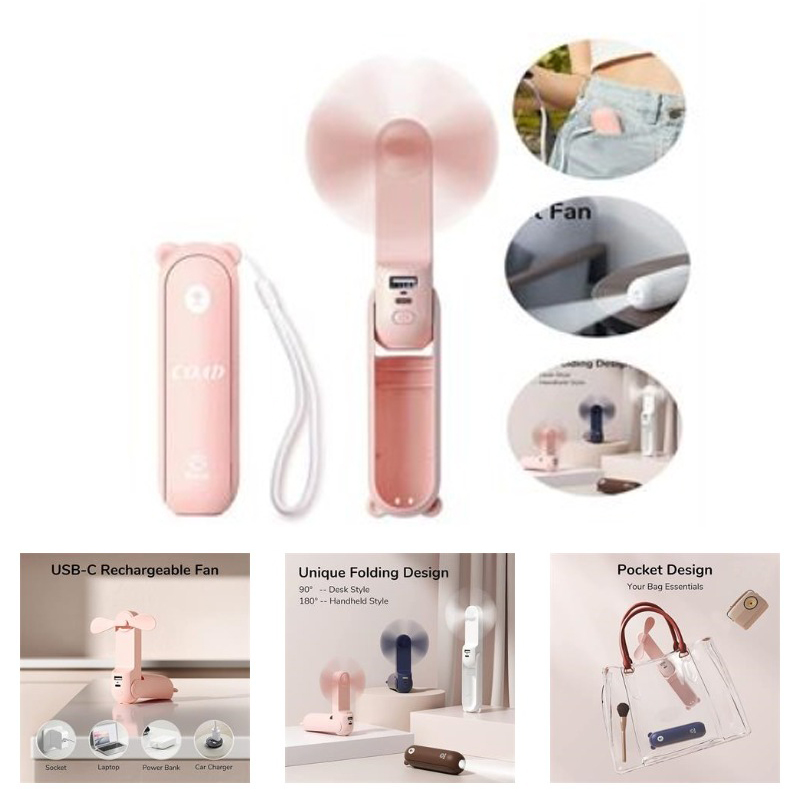 COAD
t Fan
USB-C Rechargeable Fan
Socket
Laptop
Power Bank
Car Charger
Unique Folding Design
90° -- Desk Style
180° -- Handheld Style
Pocket Design
Your Bag Essentials